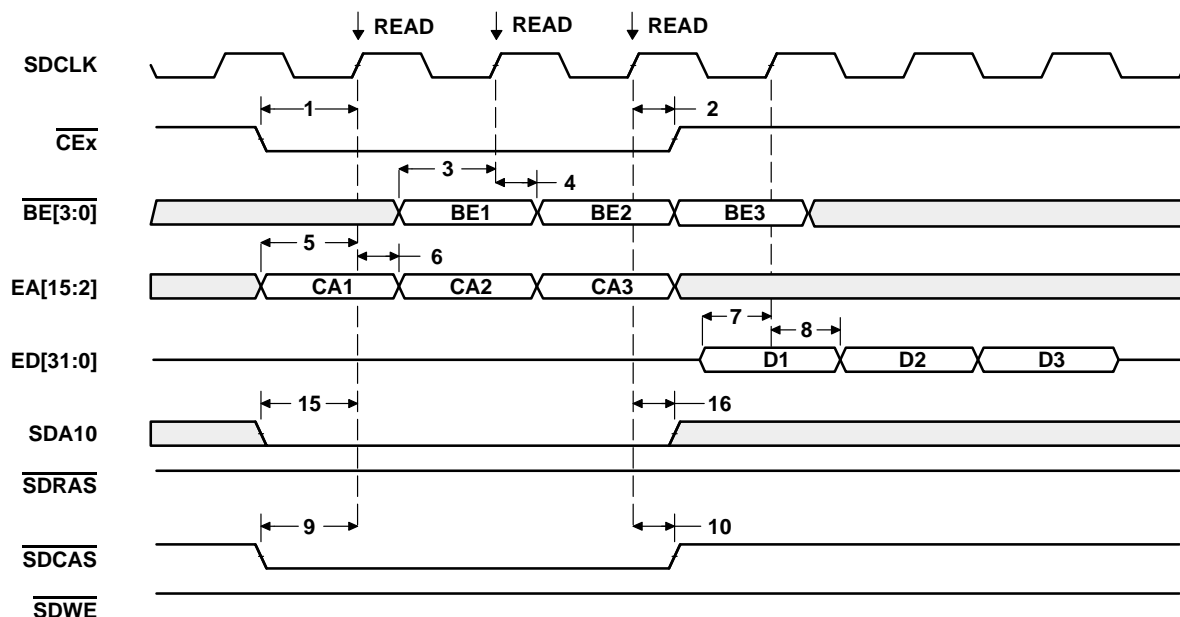 READ READ READ
SDCLK
1 2
CEx
3 4
BE[3:0] BE1 BE2 BE3
5 6
EA[15:2] CA1 CA2 CA3
7 8
ED[31:0] D1 D2 D3
15 16
SDA10
SDRAS
9 10
SDCAS
SDWE